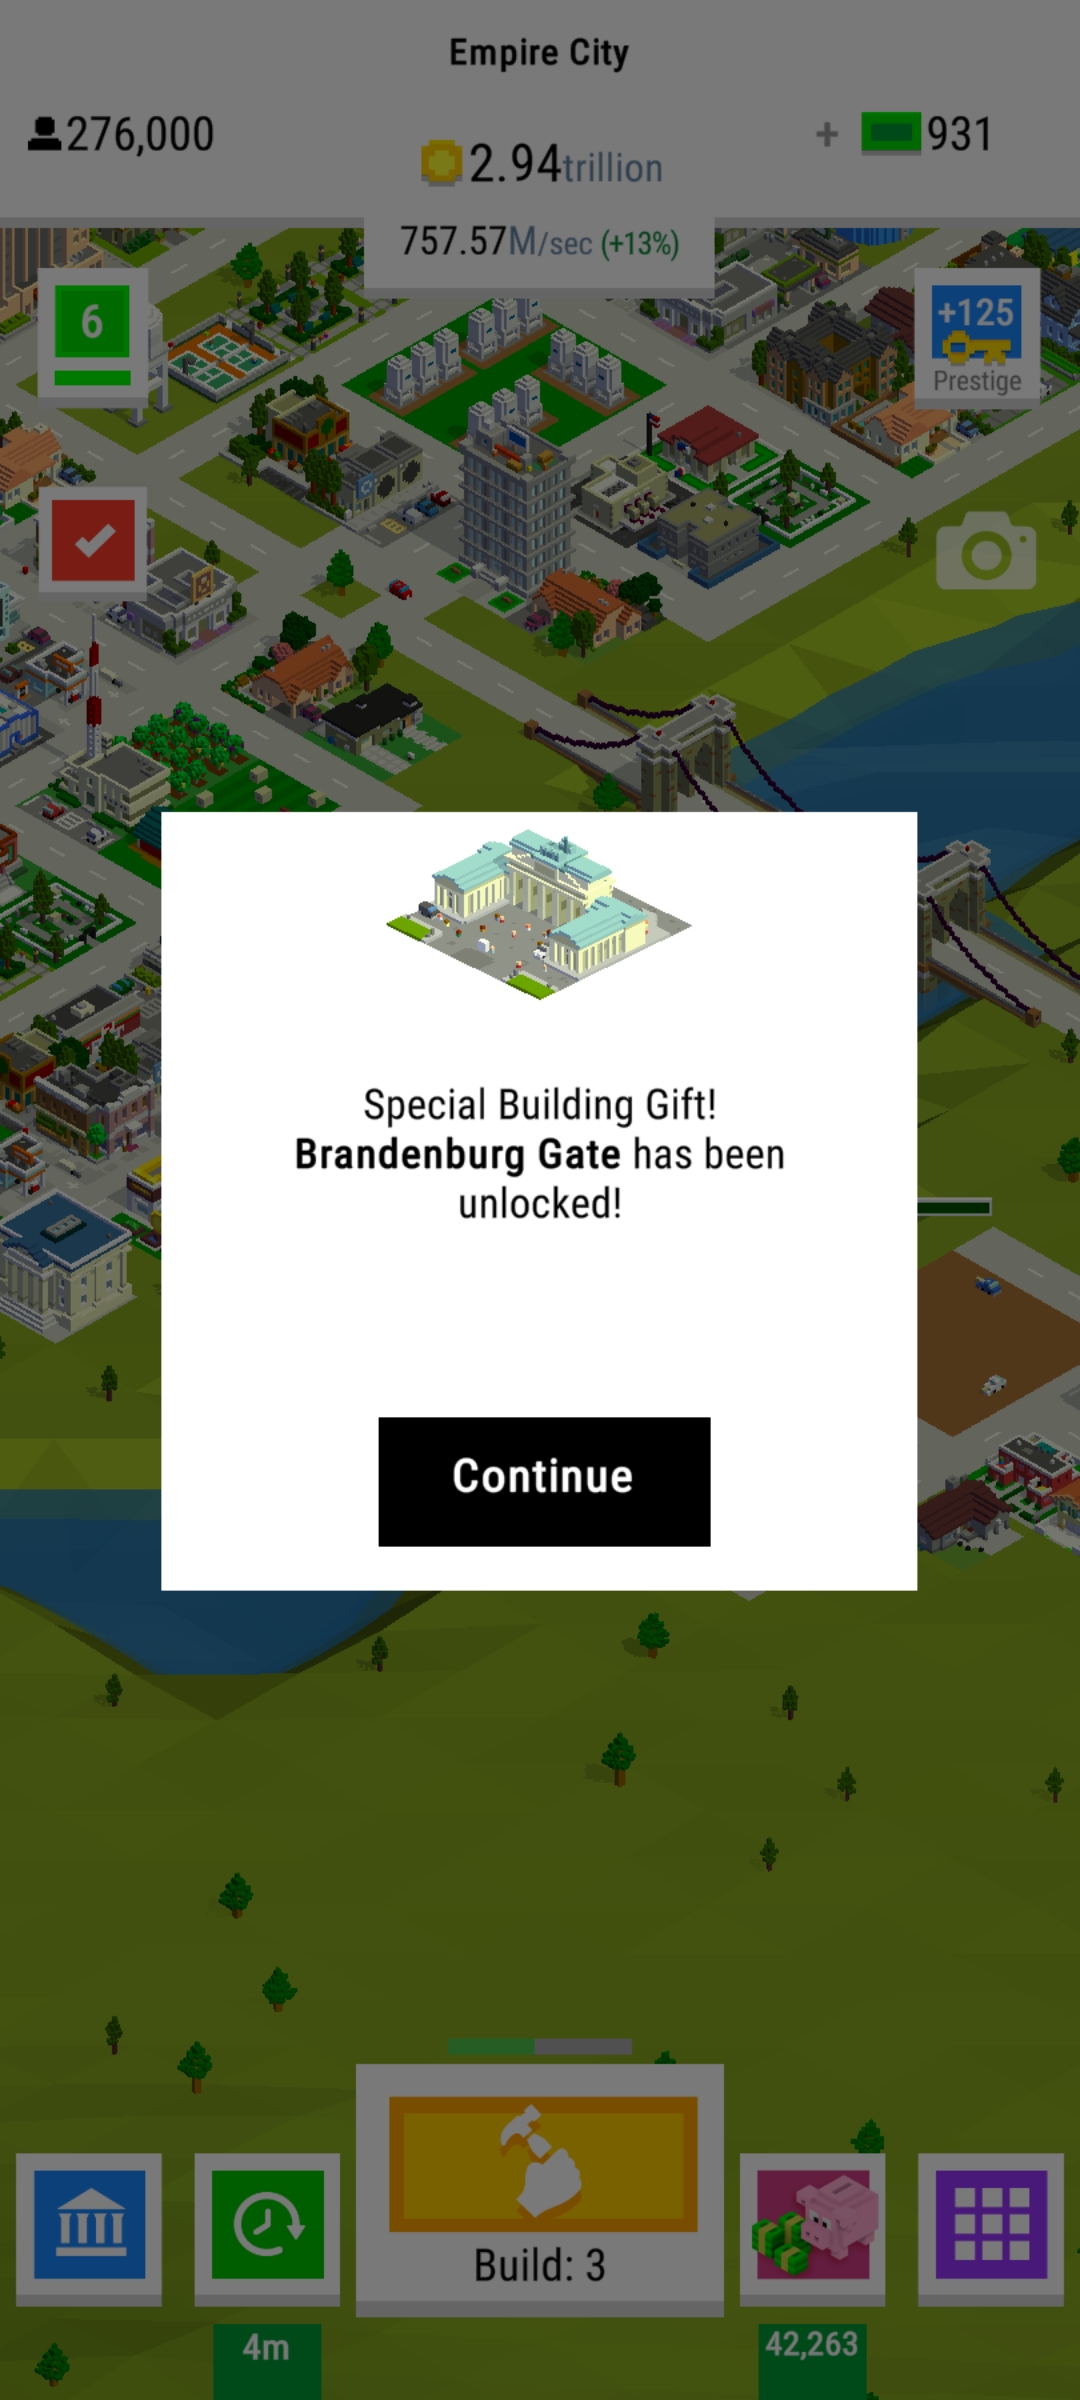 Empire City
276,000
2.94trillion
+ 931
757.57M/sec (+13%)
6
+125
Prestige
Special Building Gift!
Brandenburg Gate has been
unlocked!
Continue
Build: 3
4m
42,263